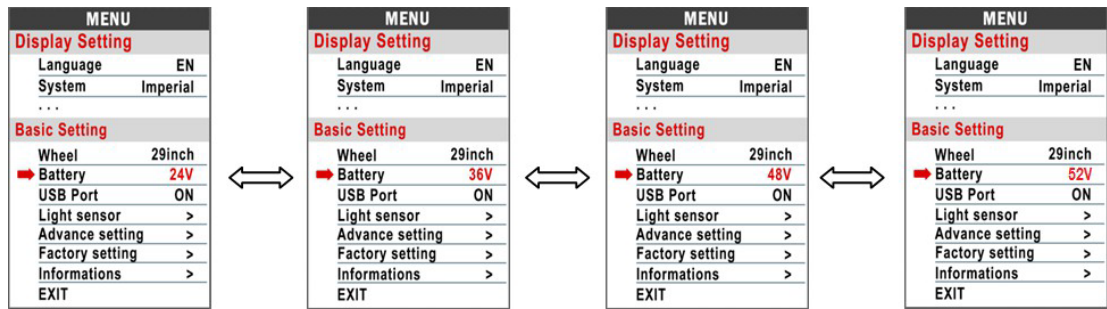 MENU
Display Setting
Language EN
System Imperial
...
Basic Setting
Wheel 29inch
Battery 24V
USB Port ON
Light sensor >
Advance setting >
Factory setting >
Informations >
EXIT
MENU
Display Setting
Language EN
System Imperial
...
Basic Setting
Wheel 29inch
Battery 36V
USB Port ON
Light sensor >
Advance setting >
Factory setting >
Informations >
EXIT
MENU
Display Setting
Language EN
System Imperial
...
Basic Setting
Wheel 29inch
Battery 48V
USB Port ON
Light sensor >
Advance setting >
Factory setting >
Informations >
EXIT
MENU
Display Setting
Language EN
System Imperial
...
Basic Setting
Wheel 29inch
Battery 52V
USB Port ON
Light sensor >
Advance setting >
Factory setting >
Informations >
EXIT